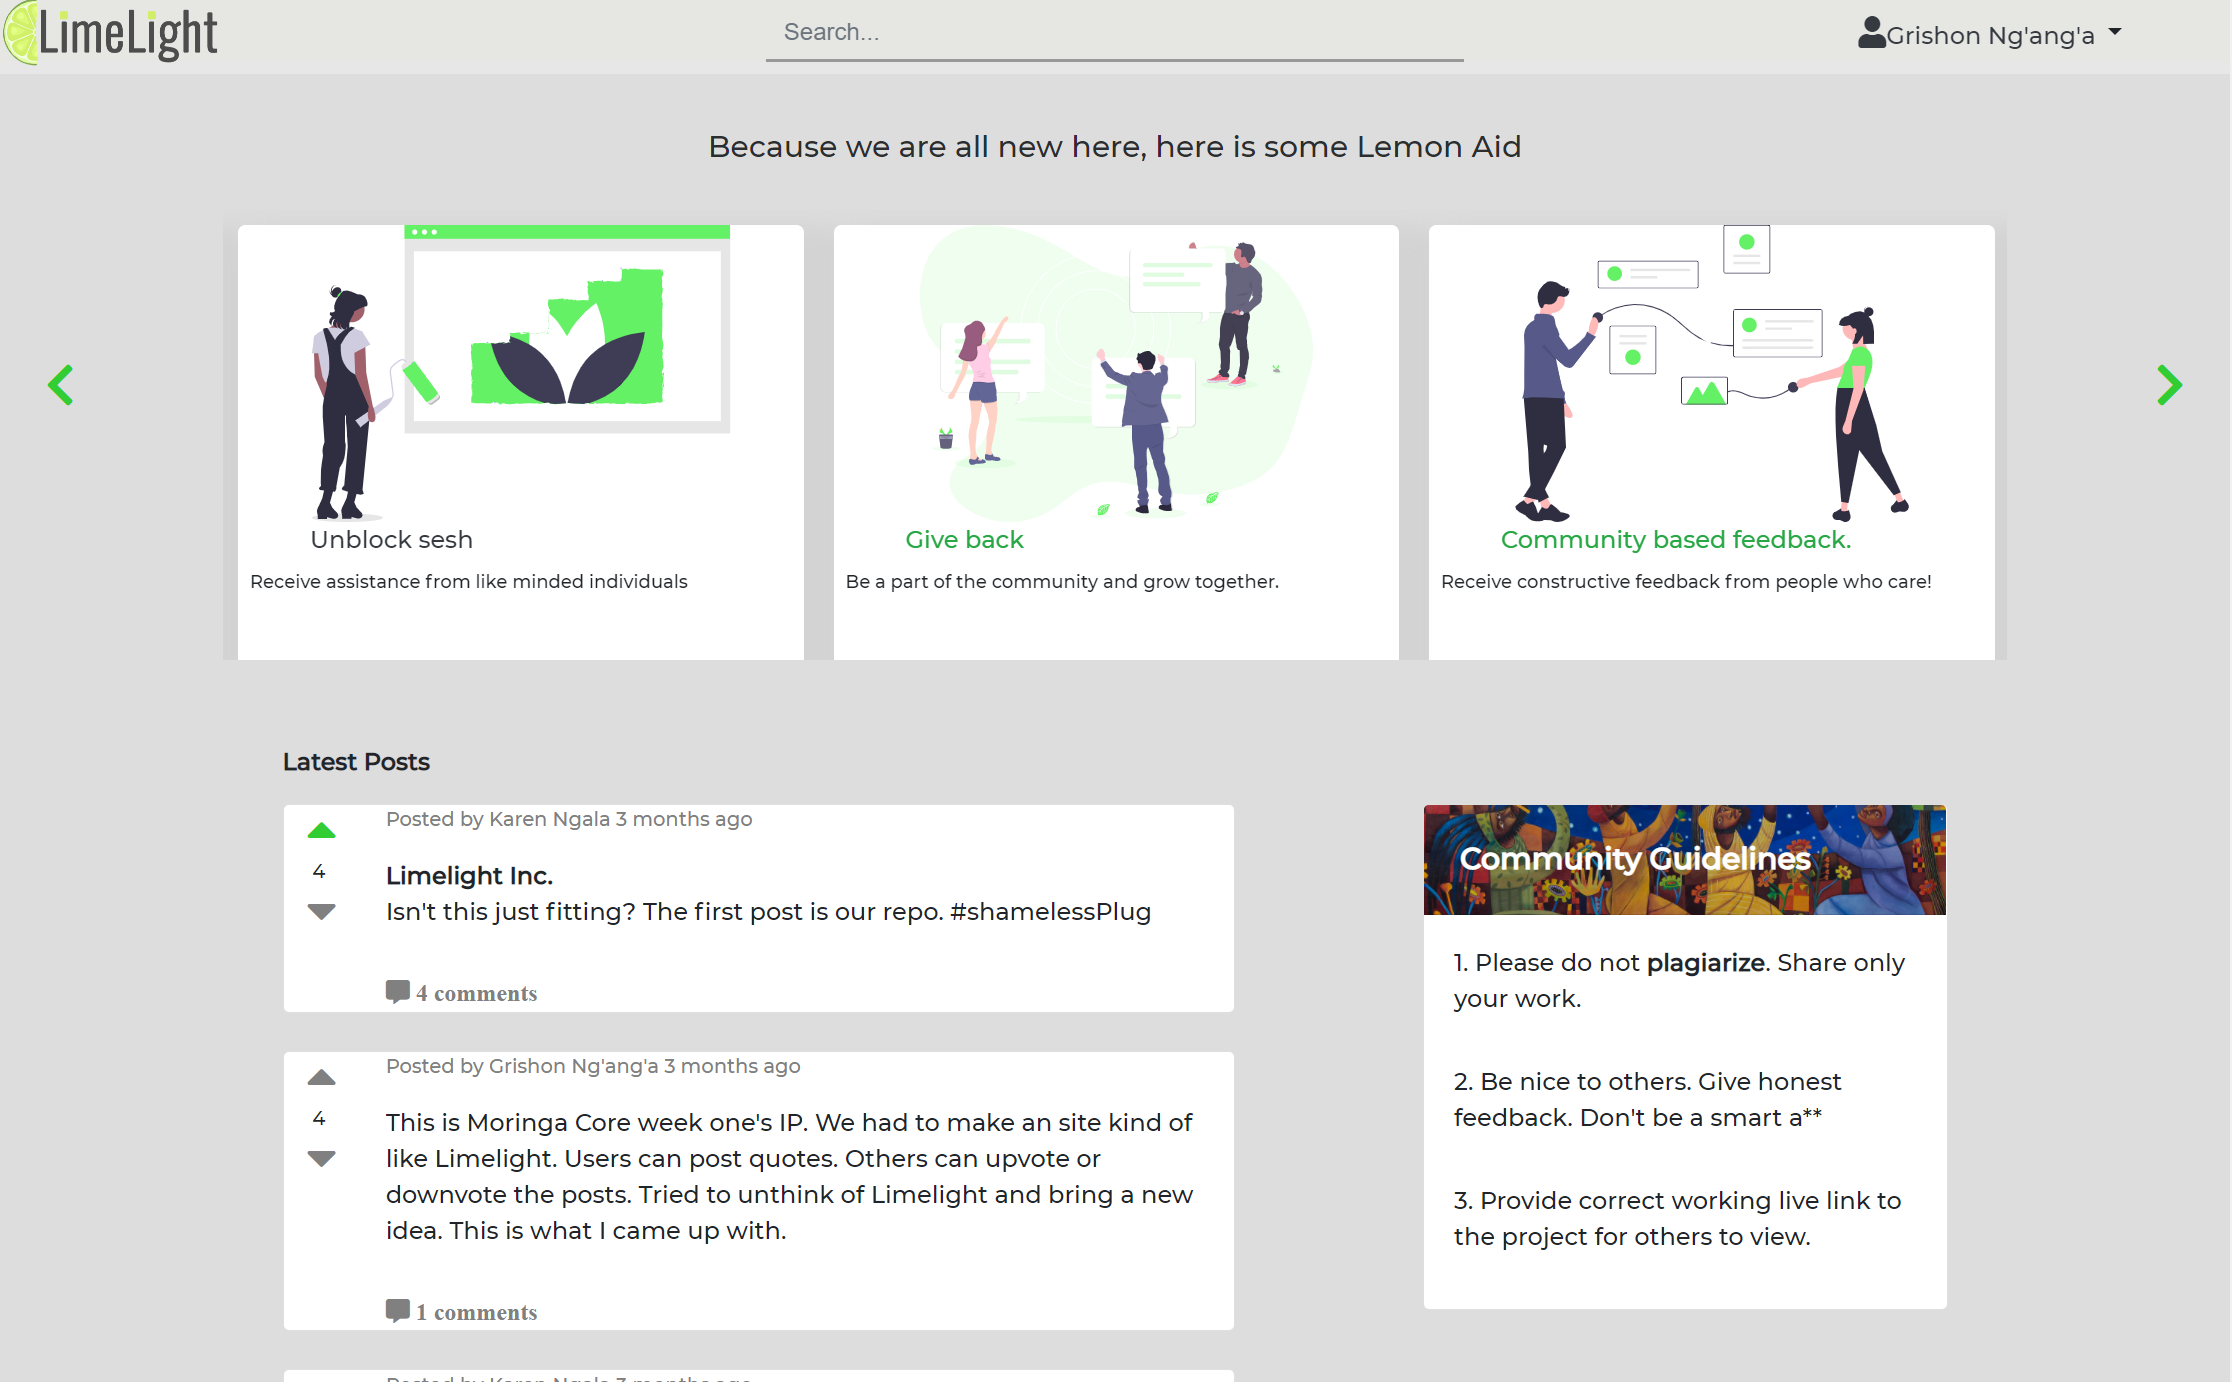 LimeLight
Search...
Grishon Ng'ang'a
Because we are all new here, here is some Lemon Aid
Unblock sesh
Receive assistance from like minded individuals
Give back
Be a part of the community and grow together.
Community based feedback.
Receive constructive feedback from people who care!
Latest Posts
Posted by Karen Ngala 3 months ago
4
Limelight Inc.
Isn't this just fitting? The first post is our repo. #shamelessPlug
4 comments
Posted by Grishon Ng'ang'a 3 months ago
4
This is Moringa Core week one's IP. We had to make an site kind of
like Limelight. Users can post quotes. Others can upvote or
downvote the posts. Tried to unthink of Limelight and bring a new
idea. This is what I came up with.
1 comments
Posted by Karen Ngala 3 months ago
Community Guidelines
1. Please do not plagiarize. Share only
your work.
2. Be nice to others. Give honest
feedback. Don't be a smart a**
3. Provide correct working live link to
the project for others to view.